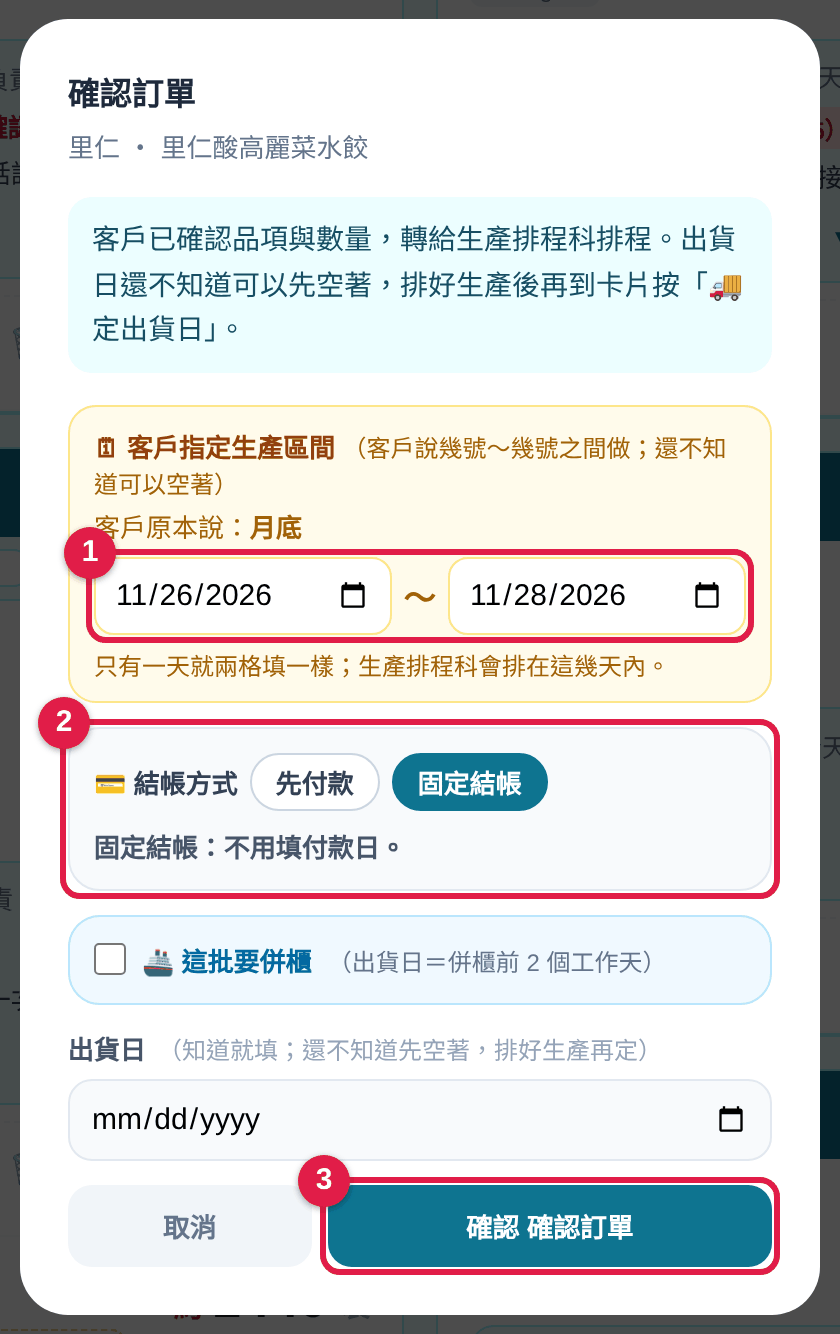 確認訂單
里仁 · 里仁酸高麗菜水餃
客戶已確認品項與數量，轉給生產排程科排程。出貨
日還不知道可以先空著，排好生產後再到卡片按「🚚
定出貨日」。
🗓 客戶指定生產區間 （客戶說幾號～幾號之間做；還不知
道可以空著）
客戶原本說：月底
1
11/26/2026 ～ 11/28/2026
只有一天就兩格填一樣；生產排程科會排在這幾天內。
2
💳 結帳方式 先付款 固定結帳
固定結帳：不用填付款日。
🚢 這批要併櫃 （出貨日＝併櫃前 2 個工作天）
出貨日 （知道就填；還不知道先空著，排好生產再定）
mm/dd/yyyy
3
取消 確認 確認訂單